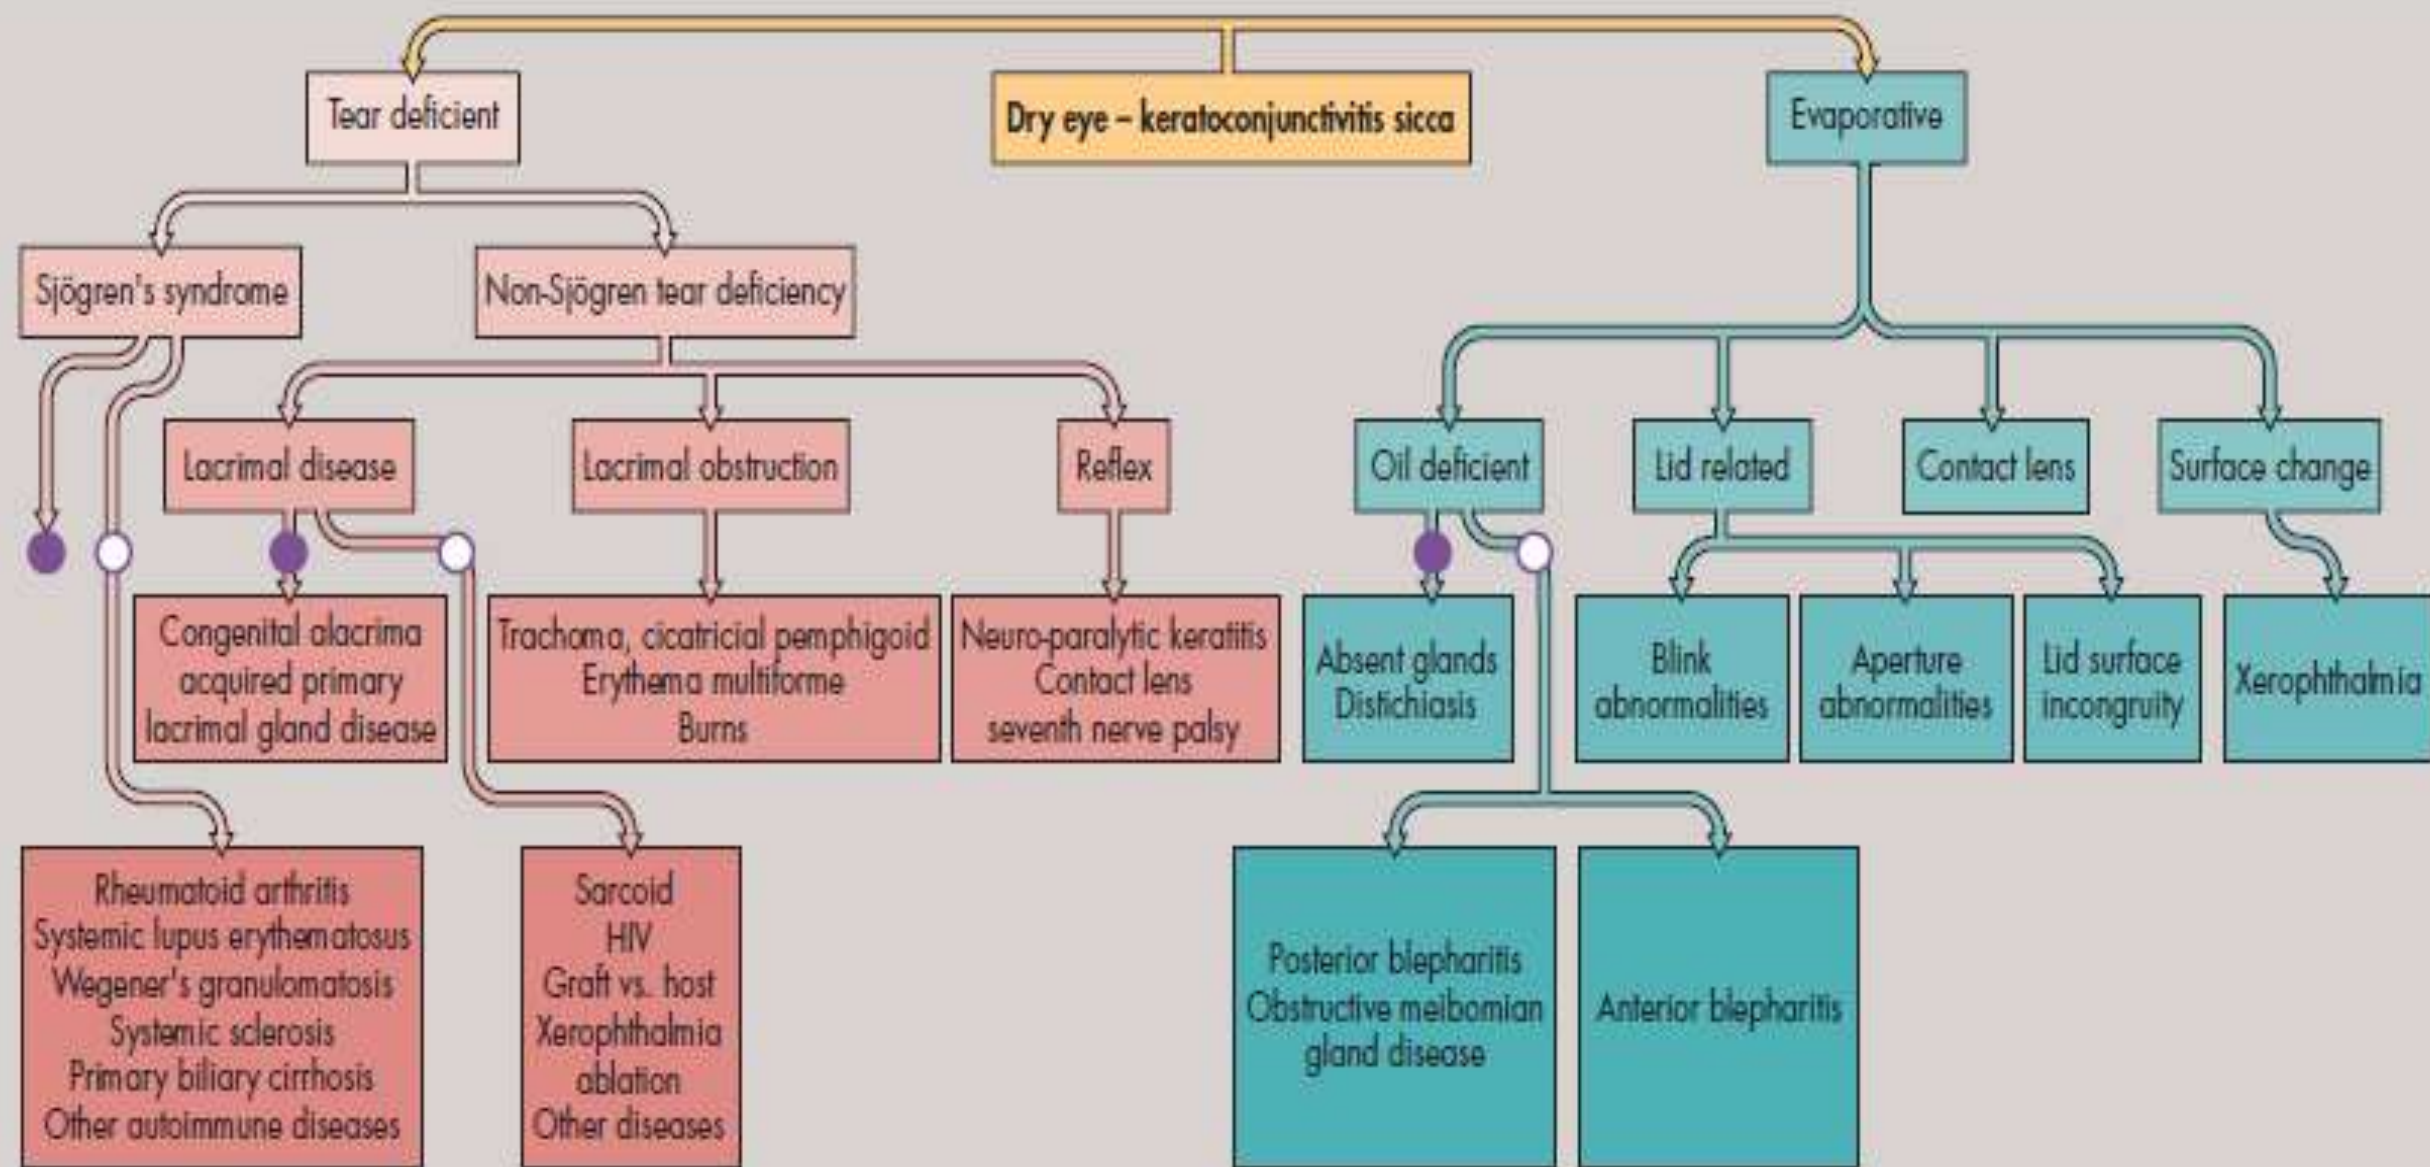 Tear deficient
Dry eye – keratoconjunctivitis sicca
Evaporative
Sjögren's syndrome
Non-Sjögren tear deficiency
Lacrimal disease
Lacrimal obstruction
Reflex
Oil deficient
Lid related
Contact lens
Surface change
Congenital alacrima
acquired primary
lacrimal gland disease
Trachoma, cicatricial pemphigoid
Erythema multiforme
Burns
Neuro-paralytic keratitis
Contact lens
seventh nerve palsy
Absent glands
Distichiasis
Blink
abnormalities
Aperture
abnormalities
Lid surface
incongruity
Xerophthalmia
Rheumatoid arthritis
Systemic lupus erythematosus
Wegener's granulomatosis
Systemic sclerosis
Primary biliary cirrhosis
Other autoimmune diseases
Sarcoid
HIV
Graft vs. host
Xerophthalmia
ablation
Other diseases
Posterior blepharitis
Obstructive meibomian
gland disease
Anterior blepharitis